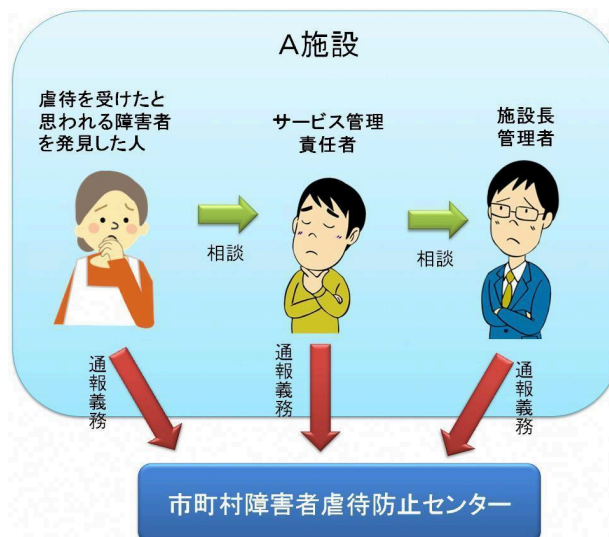 A施設
虐待を受けたと
思われる障害者
を発見した人
サービス管理
責任者
施設長
管理者
相談
相談
通報義務
通報義務
通報義務
市町村障害者虐待防止センター